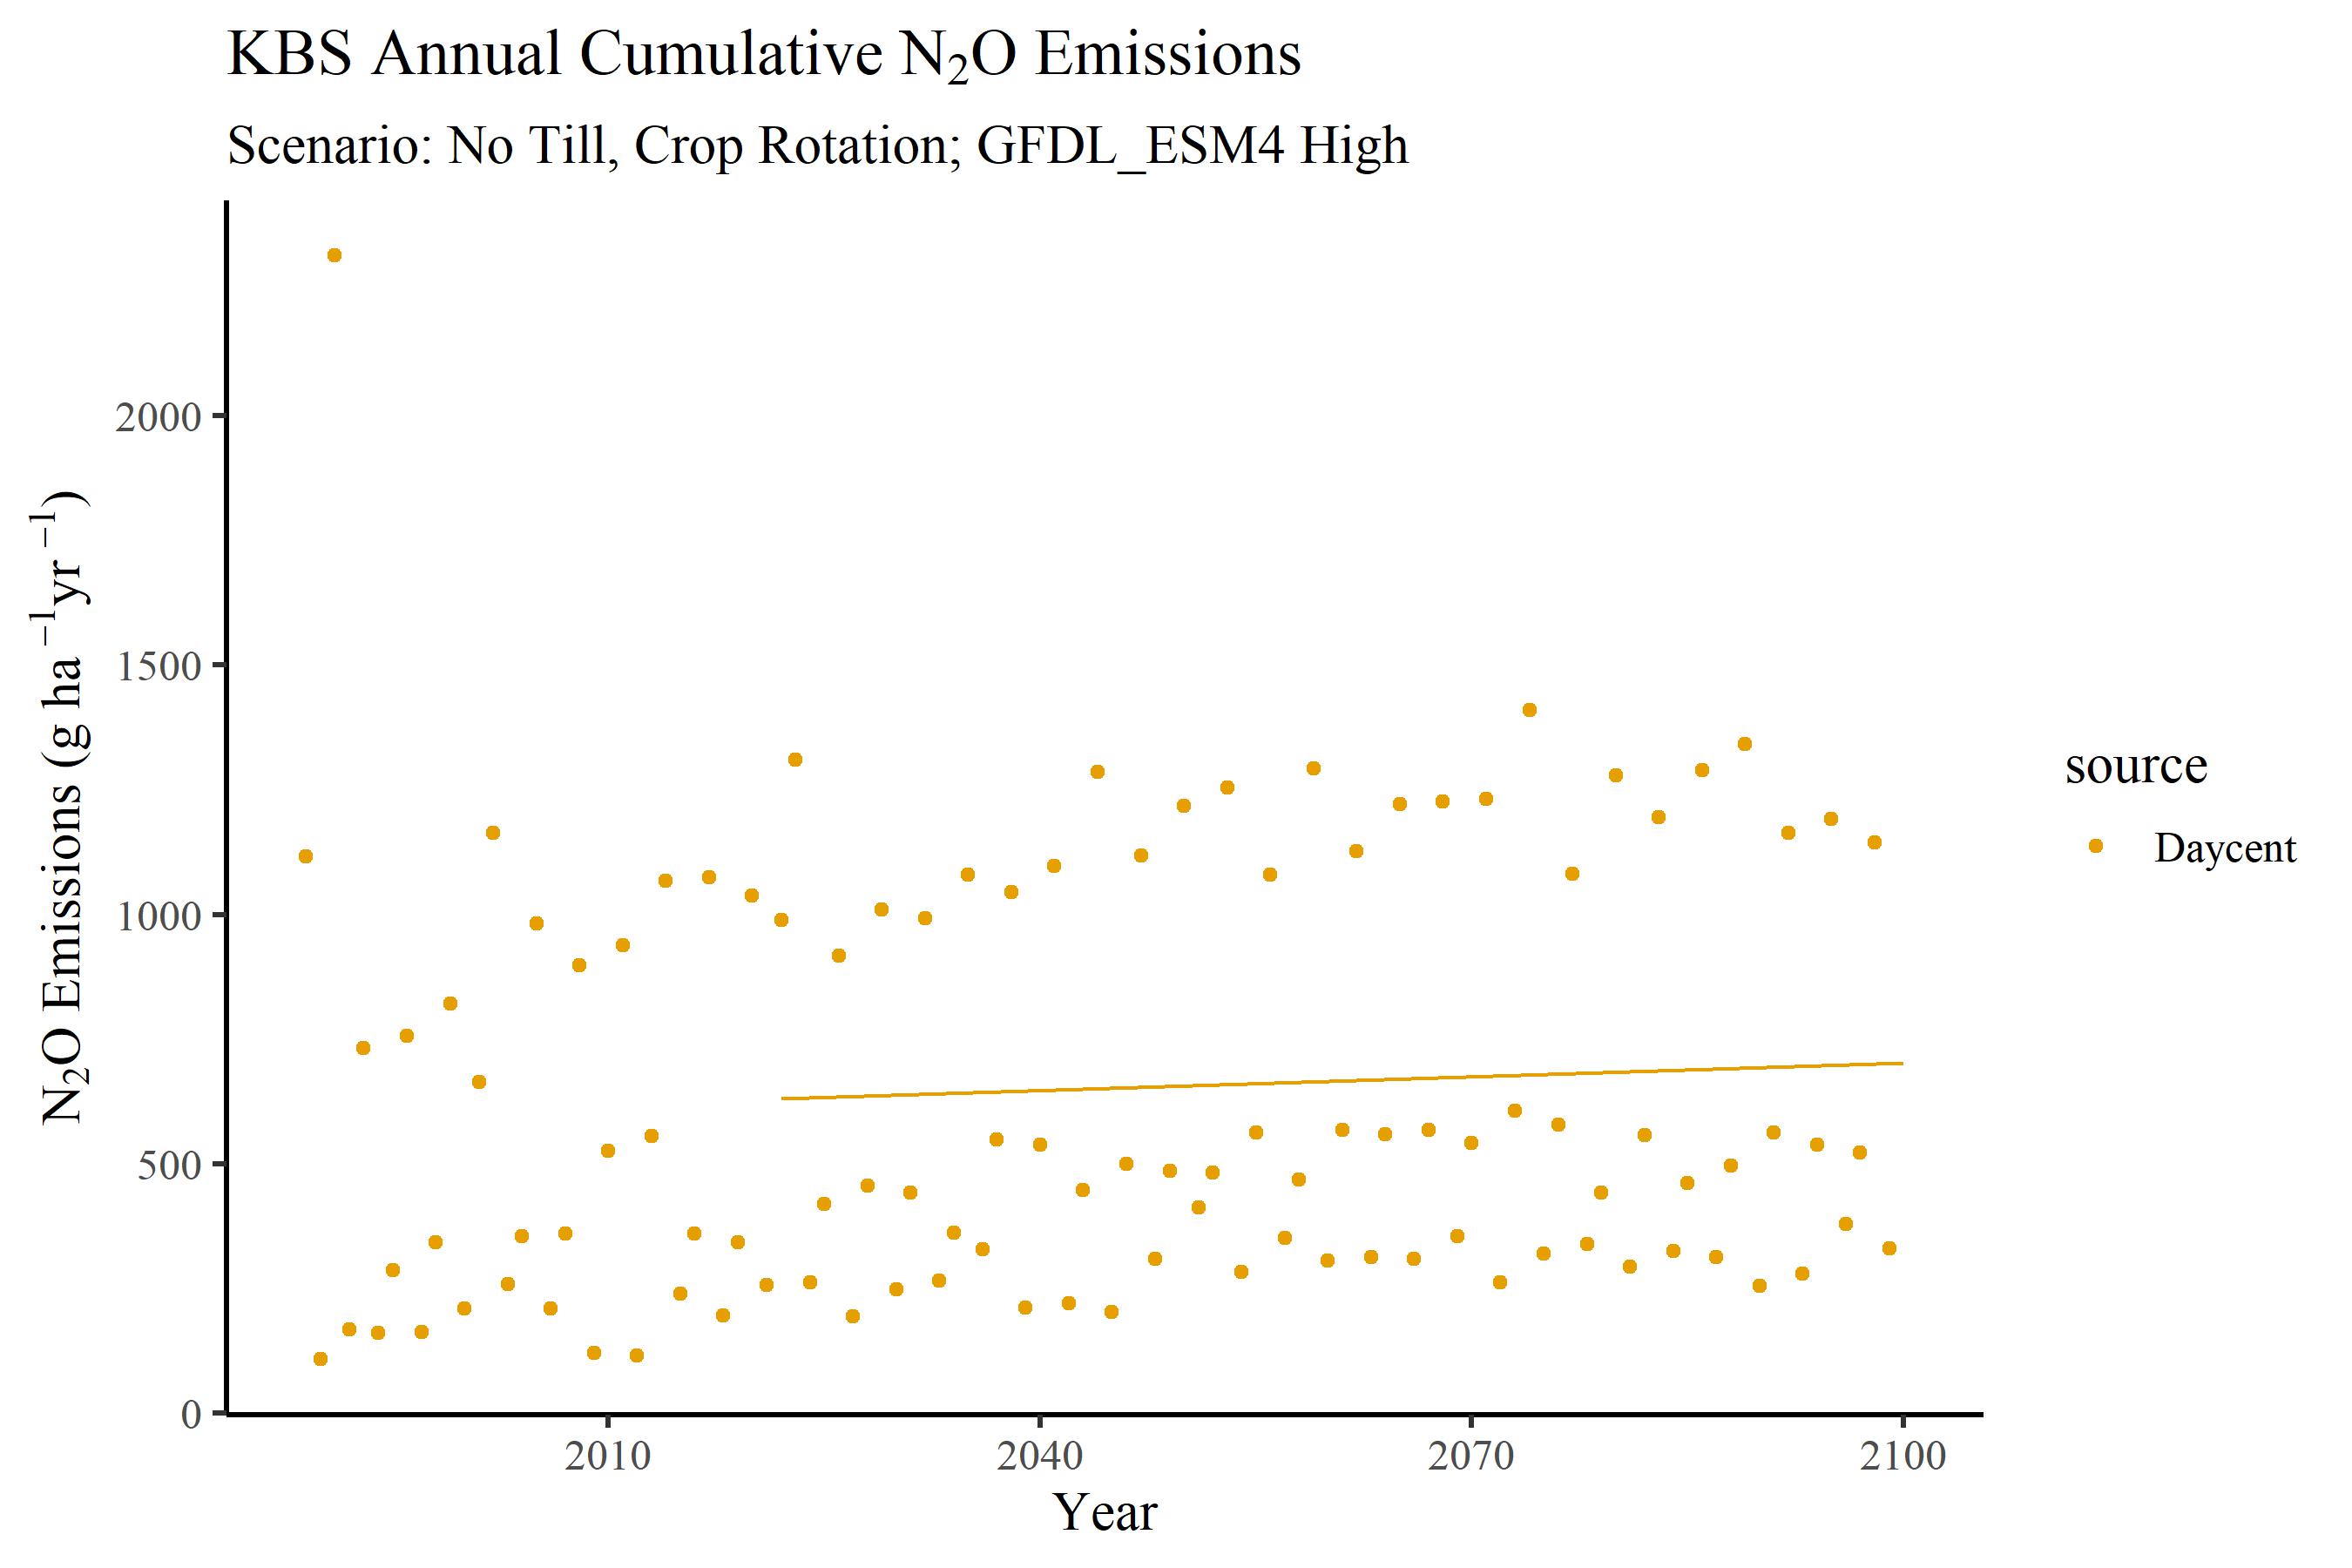 KBS Annual Cumulative N₂O Emissions
Scenario: No Till, Crop Rotation; GFDL_ESM4 High
N₂O Emissions (g ha ⁻¹yr ⁻¹)
2000
1500
1000
500
0
2010 2040 2070 2100
Year
source
Daycent